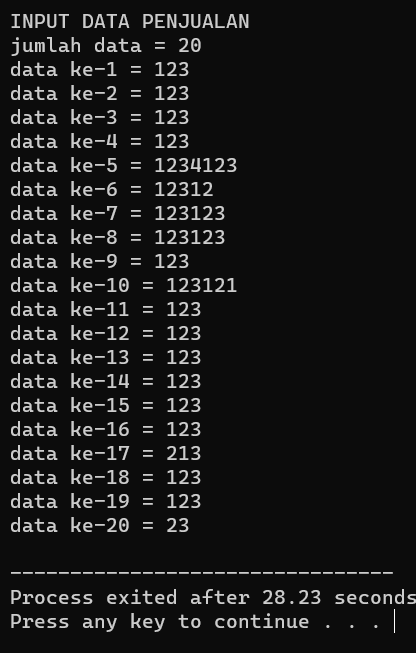 INPUT DATA PENJUALAN
jumlah data = 20
data ke-1 = 123
data ke-2 = 123
data ke-3 = 123
data ke-4 = 123
data ke-5 = 1234123
data ke-6 = 12312
data ke-7 = 123123
data ke-8 = 123123
data ke-9 = 123
data ke-10 = 123121
data ke-11 = 123
data ke-12 = 123
data ke-13 = 123
data ke-14 = 123
data ke-15 = 123
data ke-16 = 123
data ke-17 = 213
data ke-18 = 123
data ke-19 = 123
data ke-20 = 23
--------------------------------
Process exited after 28.23 seconds
Press any key to continue . . .